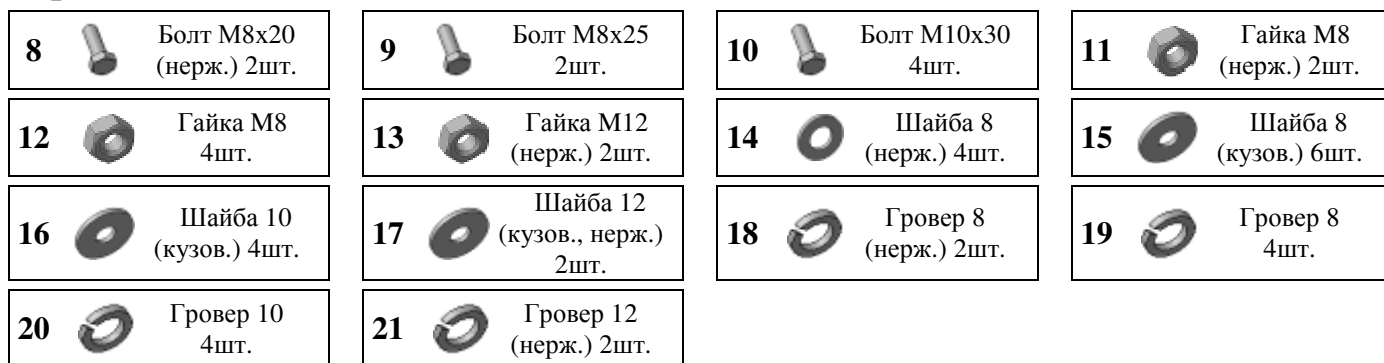 8 Болт М8х20
(нерж.) 2шт.
9 Болт М8х25
2шт.
10 Болт М10х30
4шт.
11 Гайка М8
(нерж.) 2шт.
12 Гайка М8
4шт.
13 Гайка М12
(нерж.) 2шт.
14 Шайба 8
(нерж.) 4шт.
15 Шайба 8
(кузов.) 6шт.
16 Шайба 10
(кузов.) 4шт.
17 Шайба 12
(кузов., нерж.)
2шт.
18 Гровер 8
(нерж.) 2шт.
19 Гровер 8
4шт.
20 Гровер 10
4шт.
21 Гровер 12
(нерж.) 2шт.